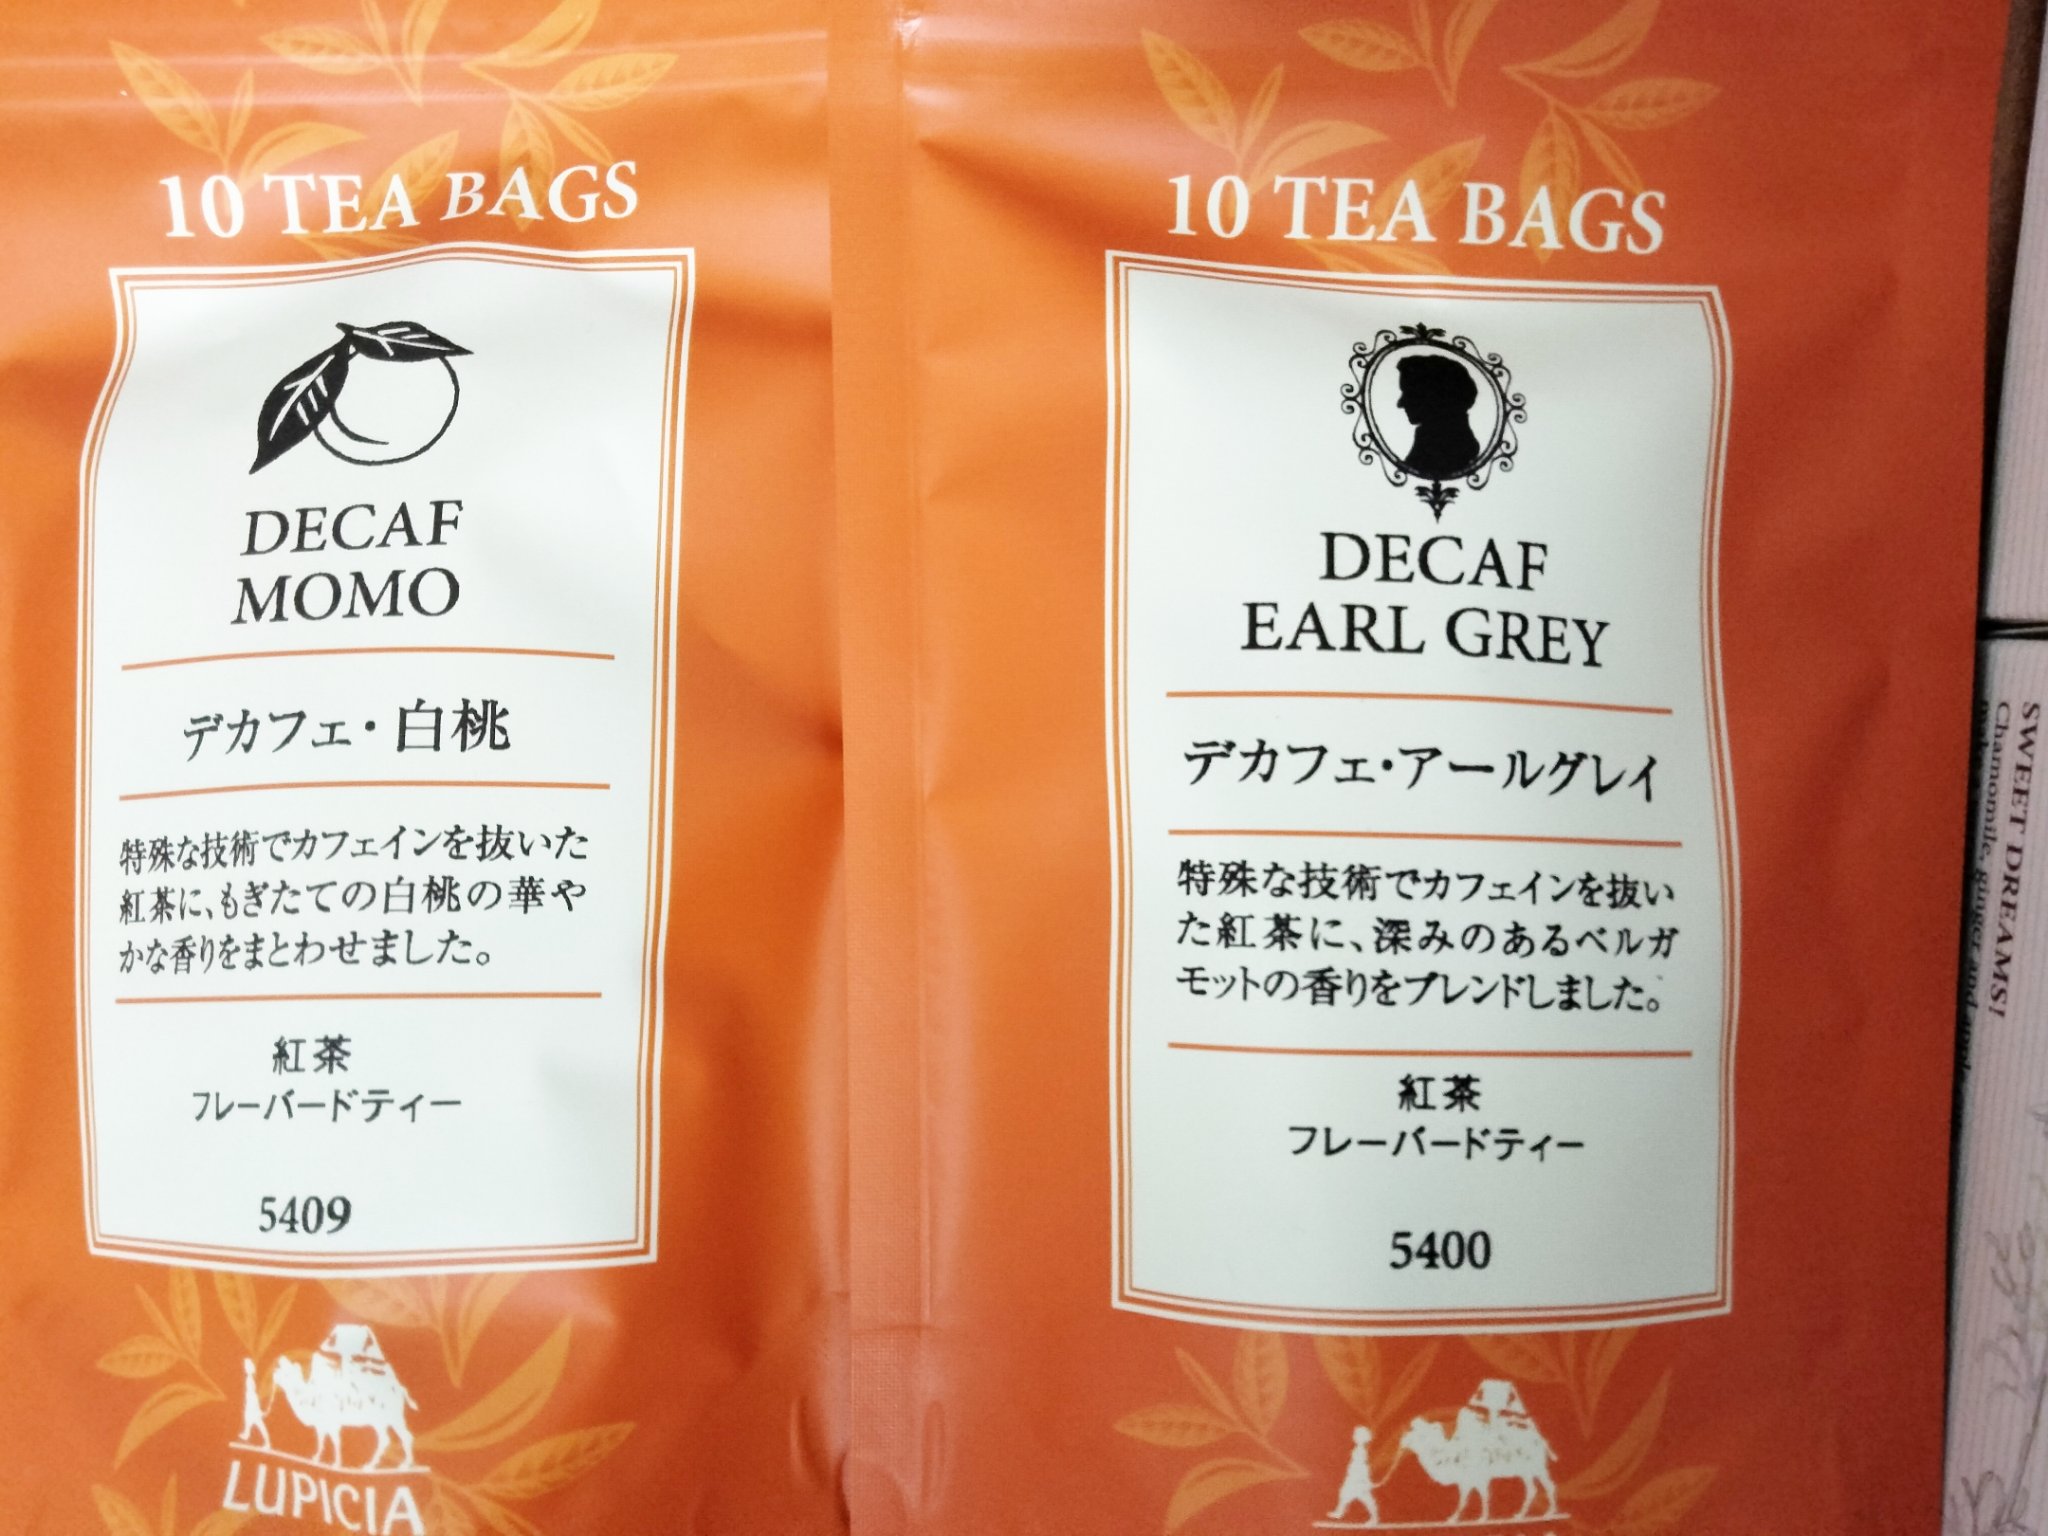 10 TEA BAGS
DECAF
MOMO
デカフェ・白桃
特殊な技術でカフェインを抜いた
紅茶に、もぎたての白桃の華や
かな香りをまとわせました。
紅茶
フレーバードティー
5409
LUPICIA
10 TEA BAGS
DECAF
EARL GREY
デカフェ・アールグレイ
特殊な技術でカフェインを抜い
た紅茶に、深みのあるベルガ
モットの香りをブレンドしました。
紅茶
フレーバードティー
5400
SWEET DREAMS!
Chamomile, ginger and